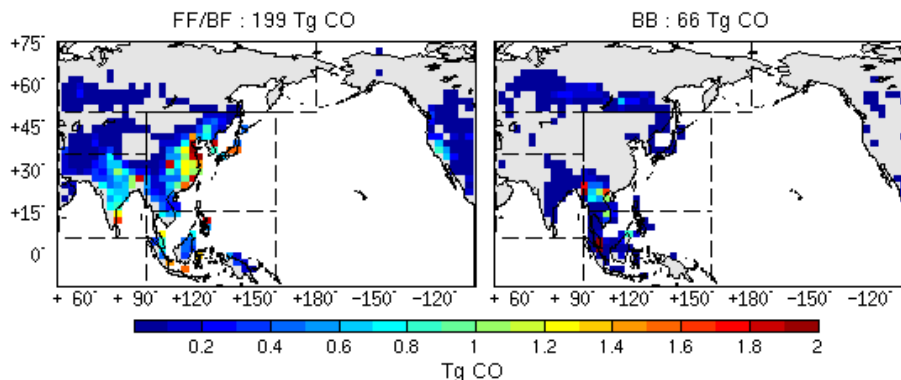 FF/BF : 199 Tg CO
BB : 66 Tg CO
+75°
+60°
+45°
+30°
+15°
0°
+ 60° + 90° +120° +150° +180° −150° −120°
+ 60° + 90° +120° +150° +180° −150° −120°
0.2 0.4 0.6 0.8 1 1.2 1.4 1.6 1.8 2
Tg CO